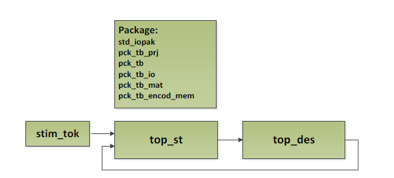 Package:
std_iopak
pck_tb_prj
pck_tb
pck_tb_io
pck_tb_mat
pck_tb_encod_mem
stim_tok
top_st
top_des